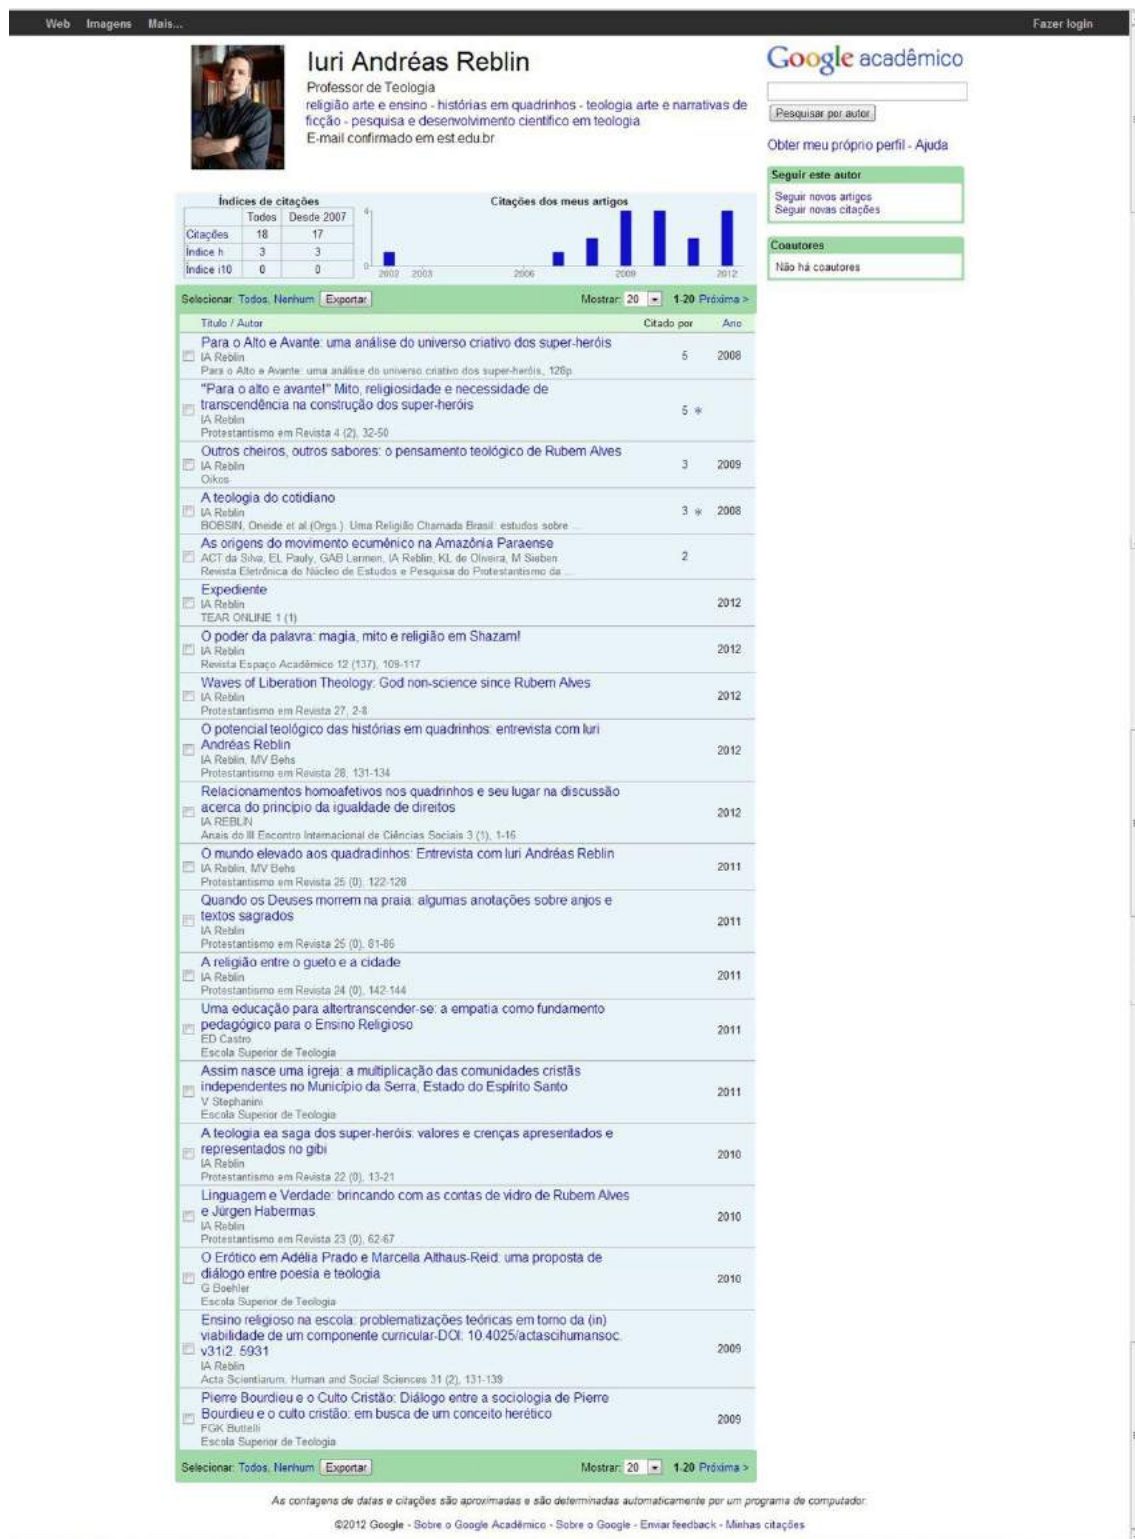 Web Imagens Mais... Fazer login
Iuri Andréas Reblin
Professor de Teologia
religião arte e ensino - histórias em quadrinhos - teologia arte e narrativas de
ficção - pesquisa e desenvolvimento científico em teologia
E-mail confirmado em est.edu.br
Google acadêmico
Pesquisar por autor
Obter meu próprio perfil - Ajuda
Seguir este autor
Seguir novos artigos
Seguir novas citações
Coautores
Não há coautores
Índices de citações
Todos Desde 2007
Citações 18 17
Índice h 3 3
Índice i10 0 0
Citações dos meus artigos
6
0
2002 2003 2006 2009 2012
Selecionar: Todos, Nenhum Exportar Mostrar: 20 1-20 Próxima >
Título / Autor Citado por Ano
Para o Alto e Avante: uma análise do universo criativo dos super-heróis
IA Reblin 5 2008
Para o Alto e Avante: uma análise do universo criativo dos super-heróis, 128p
"Para o alto e avante!" Mito, religiosidade e necessidade de
transcendência na construção dos super-heróis 5 *
IA Reblin
Protestantismo em Revista 4 (2), 32-50
Outros cheiros, outros sabores: o pensamento teológico de Rubem Alves
IA Reblin 3 2009
Oikos
A teologia do cotidiano
IA Reblin 3 * 2008
BOBSIN, Oneide et al.(Orgs.). Uma Religião Chamada Brasil: estudos sobre ...
As origens do movimento ecumênico na Amazônia Paraense
ACT da Silva, EL Pauly, GAB Lermen, IA Reblin, KL de Oliveira, M Sieben 2
Revista Eletrônica do Núcleo de Estudos e Pesquisa do Protestantismo da ...
Expediente
IA Reblin 2012
TEAR ONLINE 1 (1)
O poder da palavra: magia, mito e religião em Shazam!
IA Reblin 2012
Revista Espaço Acadêmico 12 (137), 109-117
Waves of Liberation Theology: God non-science since Rubem Alves
IA Reblin 2012
Protestantismo em Revista 27, 2-8
O potencial teológico das histórias em quadrinhos: entrevista com Iuri
Andréas Reblin 2012
IA Reblin, MV Behs
Protestantismo em Revista 28, 131-134
Relacionamentos homoafetivos nos quadrinhos e seu lugar na discussão
acerca do princípio da igualdade de direitos 2012
IA REBLIN
Anais do III Encontro Internacional de Ciências Sociais 3 (1), 1-16
O mundo elevado aos quadradinhos: Entrevista com Iuri Andréas Reblin
IA Reblin, MV Behs 2011
Protestantismo em Revista 25 (0), 122-128
Quando os Deuses morrem na praia: algumas anotações sobre anjos e
textos sagrados 2011
IA Reblin
Protestantismo em Revista 25 (0), 81-86
A religião entre o gueto e a cidade
IA Reblin 2011
Protestantismo em Revista 24 (0), 142-144
Uma educação para altertranscender-se: a empatia como fundamento
pedagógico para o Ensino Religioso 2011
ED Castro
Escola Superior de Teologia
Assim nasce uma igreja: a multiplicação das comunidades cristãs
independentes no Município da Serra, Estado do Espírito Santo 2011
V Stephanini
Escola Superior de Teologia
A teologia ea saga dos super-heróis: valores e crenças apresentados e
representados no gibi 2010
IA Reblin
Protestantismo em Revista 22 (0), 13-21
Linguagem e Verdade: brincando com as contas de vidro de Rubem Alves
e Jürgen Habermas 2010
IA Reblin
Protestantismo em Revista 23 (0), 62-67
O Erótico em Adélia Prado e Marcella Althaus-Reid: uma proposta de
diálogo entre poesia e teologia 2010
G Boehler
Escola Superior de Teologia
Ensino religioso na escola: problematizações teóricas em torno da (in)
viabilidade de um componente curricular-DOI: 10.4025/actascihumansoc.
v31i2. 5931 2009
IA Reblin
Acta Scientiarum. Human and Social Sciences 31 (2), 131-139
Pierre Bourdieu e o Culto Cristão: Diálogo entre a sociologia de Pierre
Bourdieu e o culto cristão: em busca de um conceito herético 2009
FGK Buttelli
Escola Superior de Teologia
Selecionar: Todos, Nenhum Exportar Mostrar: 20 1-20 Próxima >
As contagens de datas e citações são aproximadas e são determinadas automaticamente por um programa de computador.
©2012 Google - Sobre o Google Acadêmico - Sobre o Google - Enviar feedback - Minhas citações